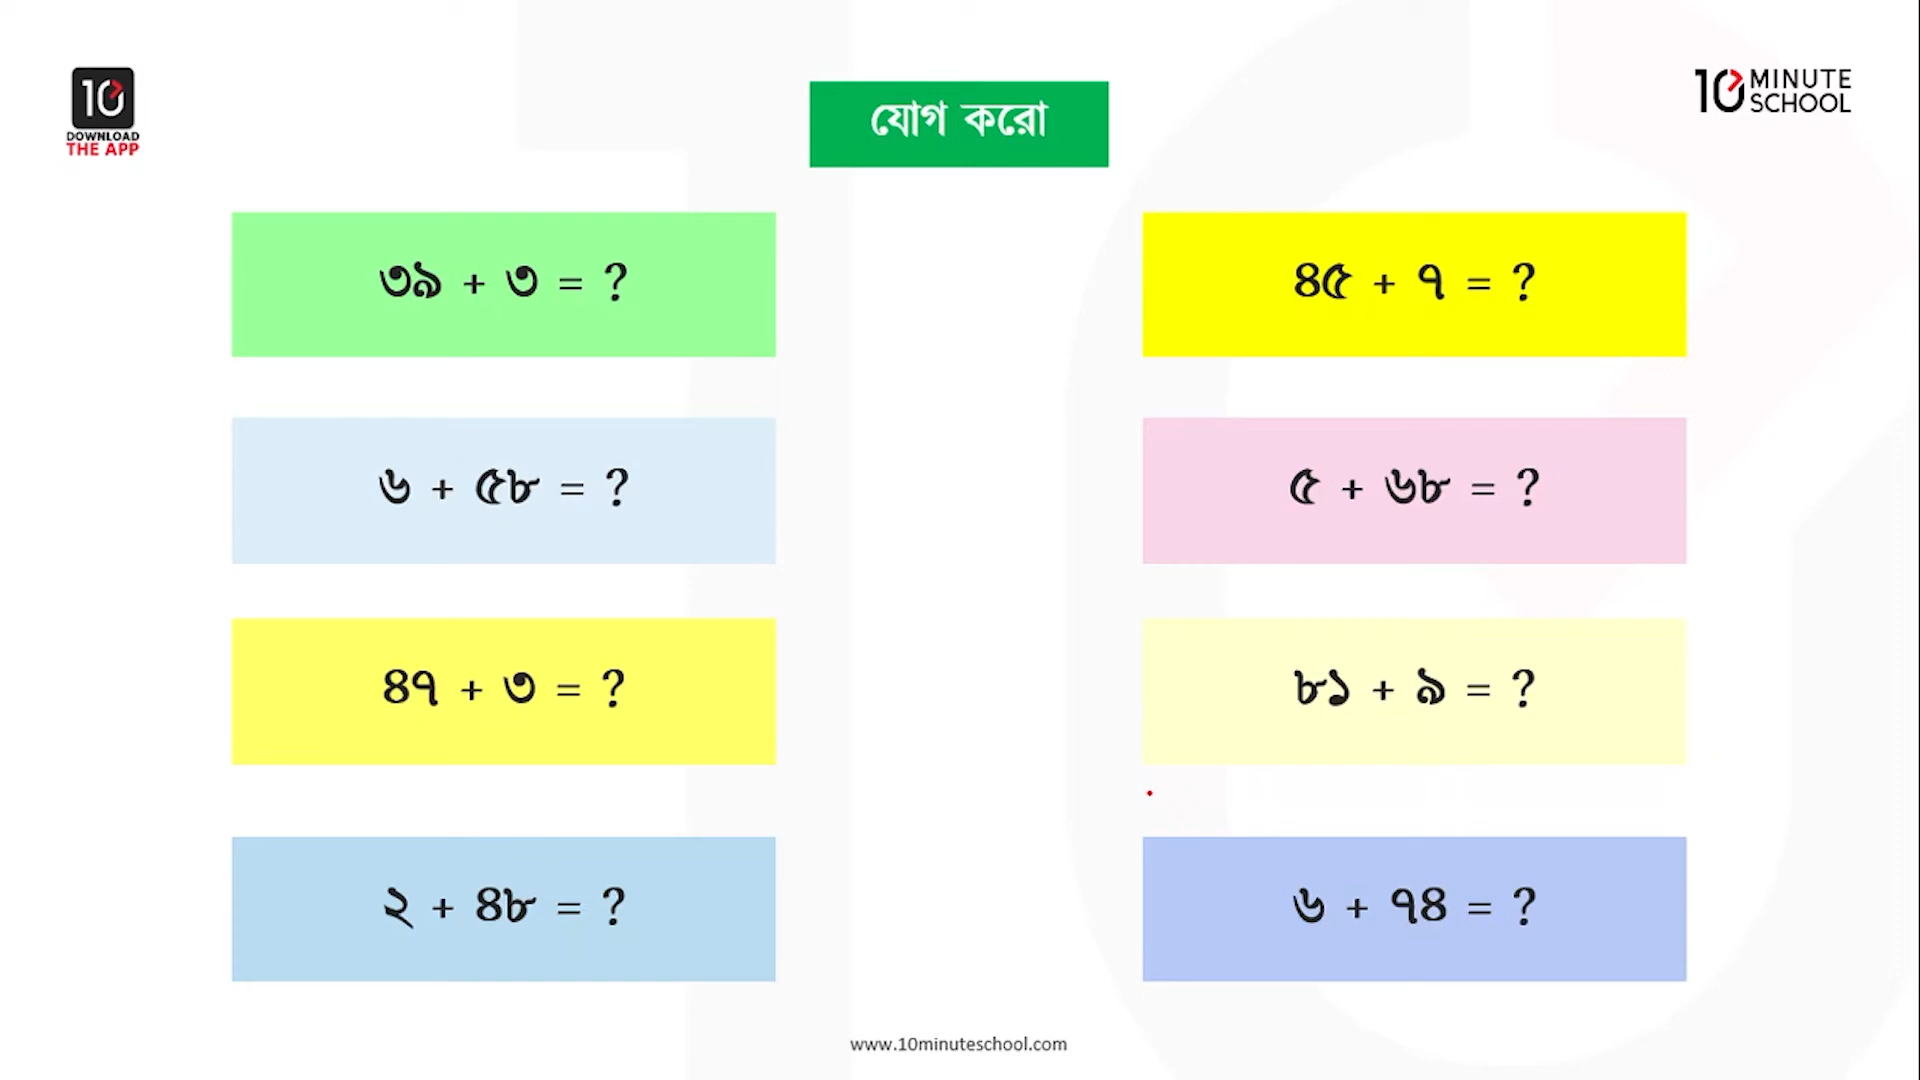 10
DOWNLOAD
THE APP
যোগ করো
10 MINUTE
SCHOOL
৩৯ + ৩ = ?
৪৫ + ৭ = ?
৬ + ৫৮ = ?
৫ + ৬৮ = ?
৪৭ + ৩ = ?
৮১ + ৯ = ?
২ + ৪৮ = ?
৬ + ৭৪ = ?
www.10minuteschool.com